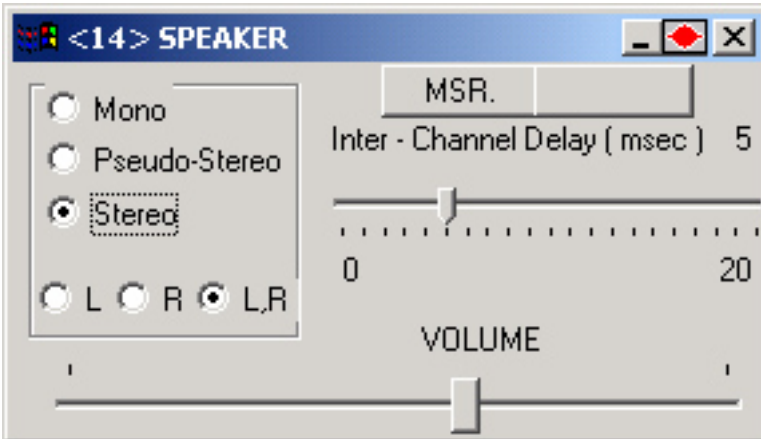 <14> SPEAKER
Mono
Pseudo-Stereo
Stereo
L R L,R
MSR.
Inter - Channel Delay ( msec ) 5
0 20
VOLUME